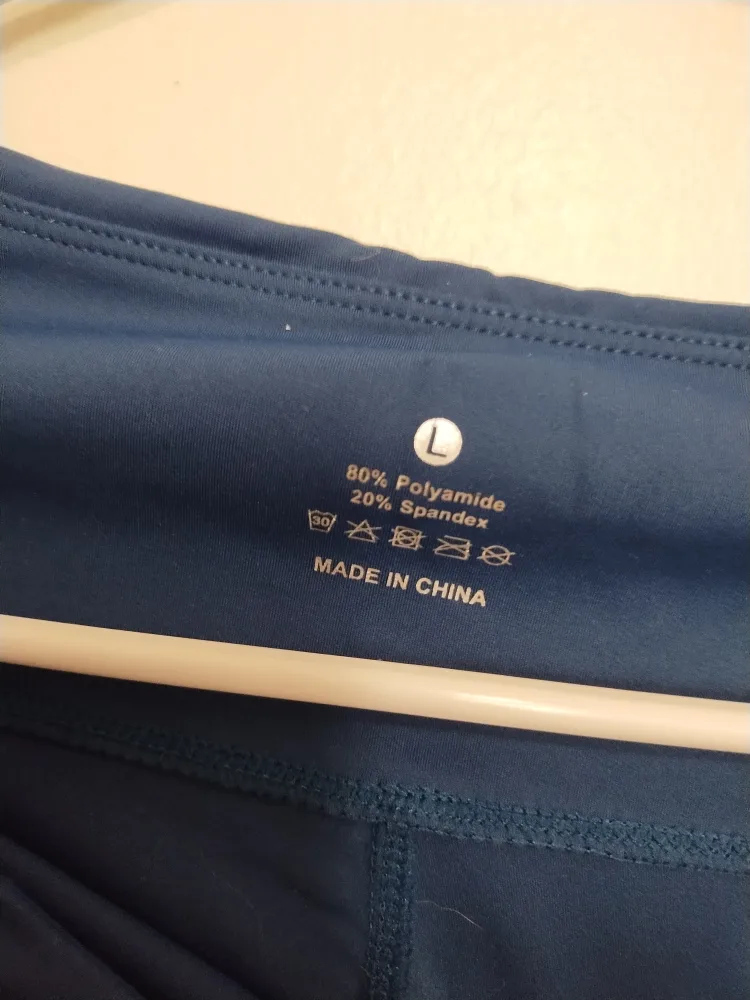 L
80% Polyamide
20% Spandex
30
MADE IN CHINA